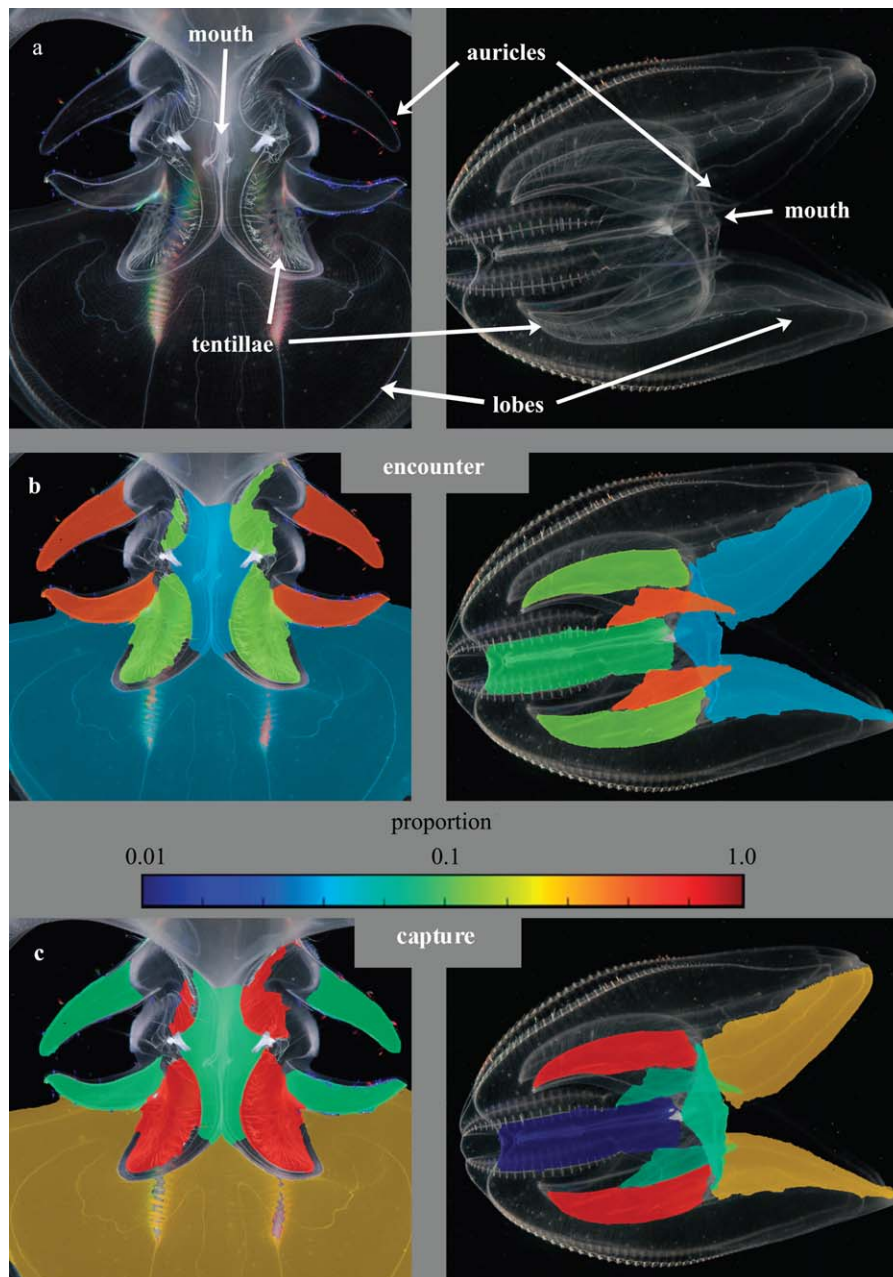 a
mouth
auricles
mouth
tentillae
lobes
b
encounter
proportion
0.01
0.1
1.0
c
capture